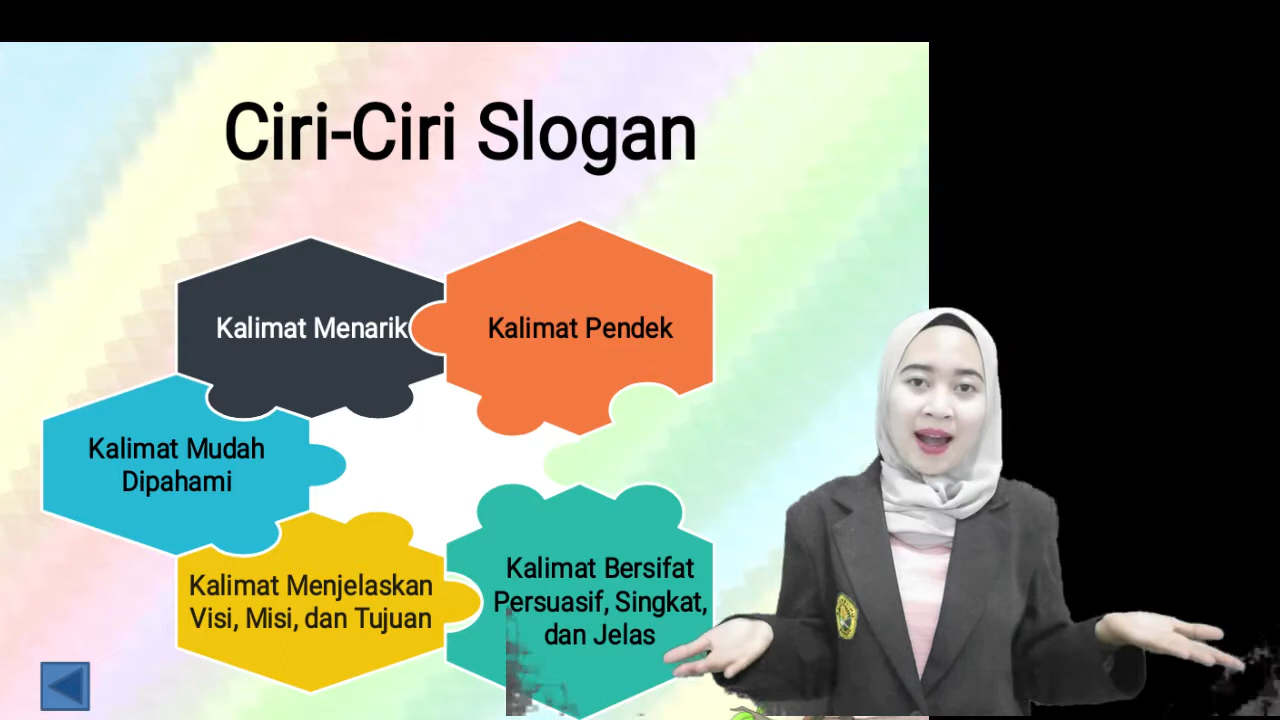 Ciri-Ciri Slogan
Kalimat Menarik
Kalimat Pendek
Kalimat Mudah
Dipahami
Kalimat Menjelaskan
Visi, Misi, dan Tujuan
Kalimat Bersifat
Persuasif, Singkat,
dan Jelas